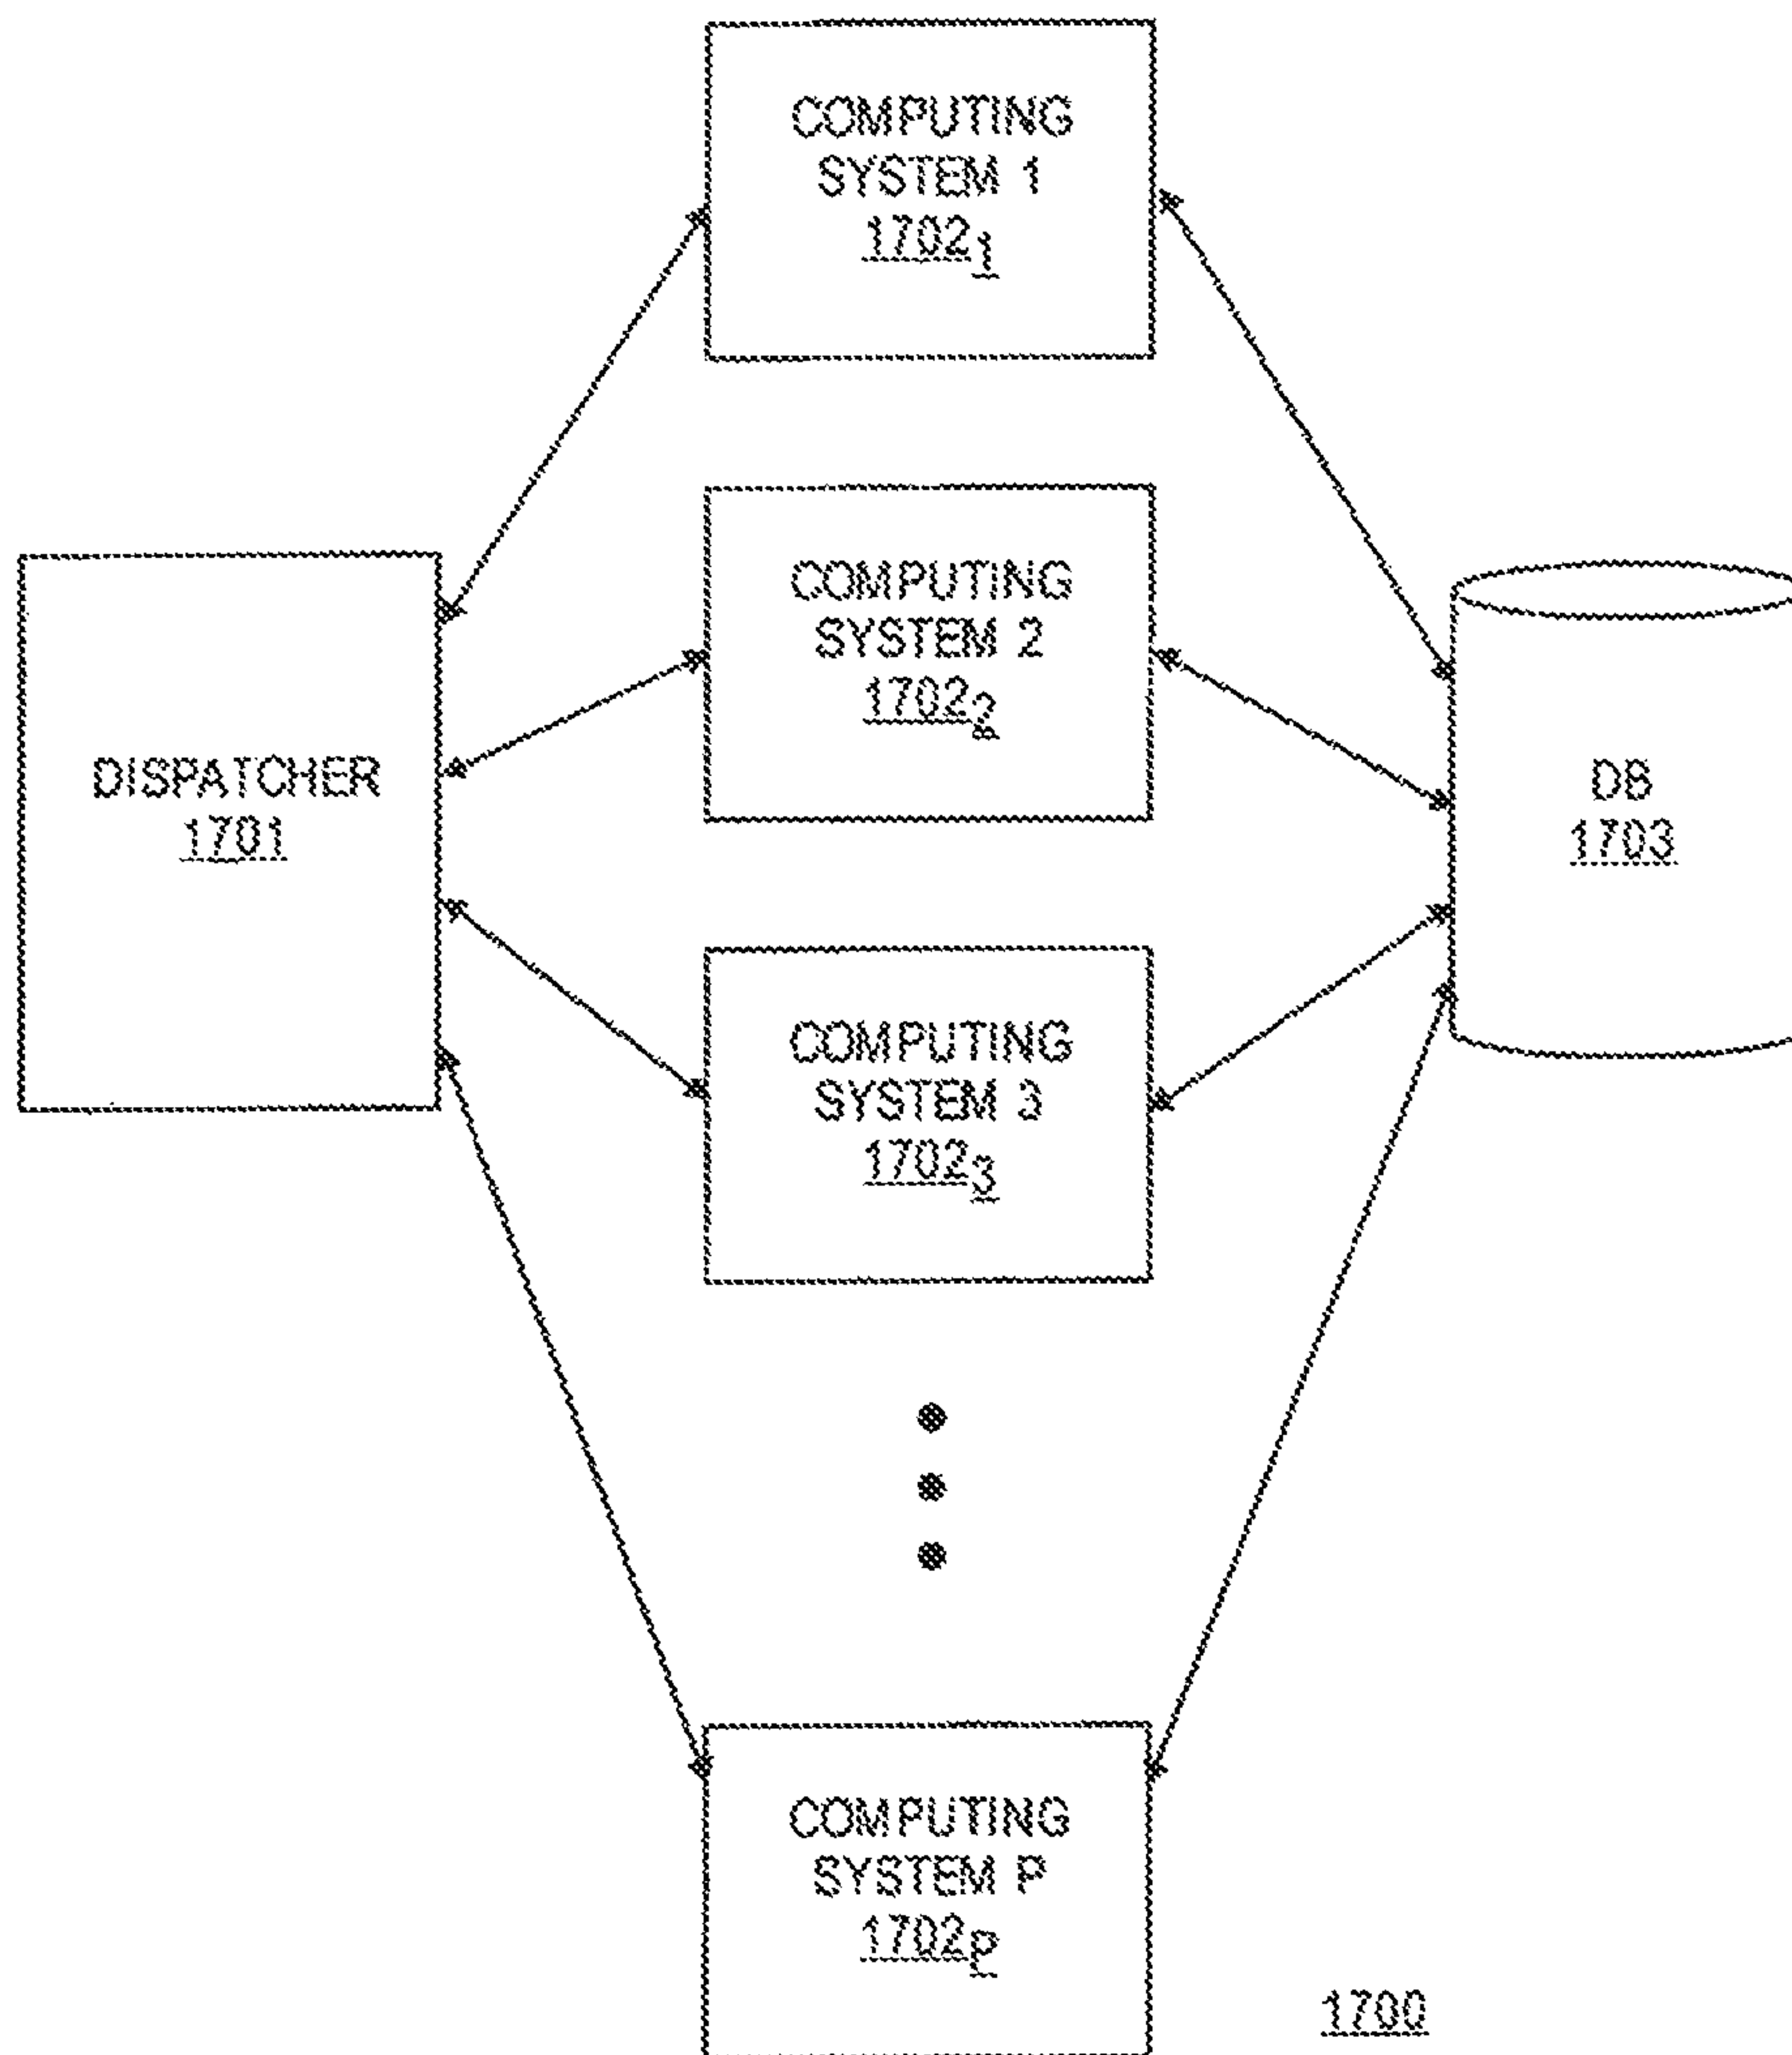 COMPUTING
SYSTEM 1
1702₁
COMPUTING
SYSTEM 2
1702₂
DISPATCHER
1701
DB
1703
COMPUTING
SYSTEM 3
1702₃
COMPUTING
SYSTEM P
1702ₚ
1700